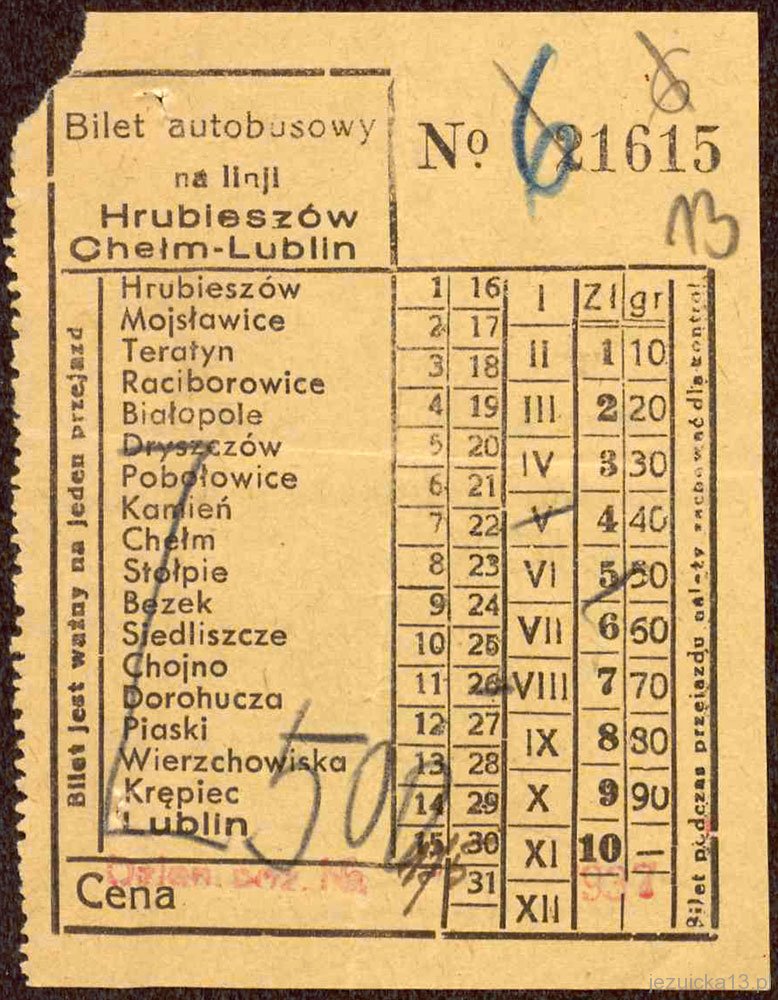 Bilet autobusowy
na linji
Hrubieszów
Chełm-Lublin
№ 21615
6
6
13
Bilet jest ważny na jeden przejazd
Hrubieszów
Mojsławice
Teratyn
Raciborowice
Białopole
Dryszczów
Pobołowice
Kamień
Chełm
Stołpie
Bezek
Siedliszcze
Chojno
Dorohucza
Piaski
Wierzchowiska
Krępiec
Lublin
1 16
2 17
3 18
4 19
5 20
6 21
7 22
8 23
9 24
10 25
11 26
12 27
13 28
14 29
15 30
31
I
II
III
IV
V
VI
VII
VIII
IX
X
XI
XII
Zł gr
1 10
2 20
3 30
4 40
5 50
6 60
7 70
8 80
9 90
10 —
Bilet podczas przejazdu należy zachować dla kontrol
500
Cena
937
jezuicka13.pl